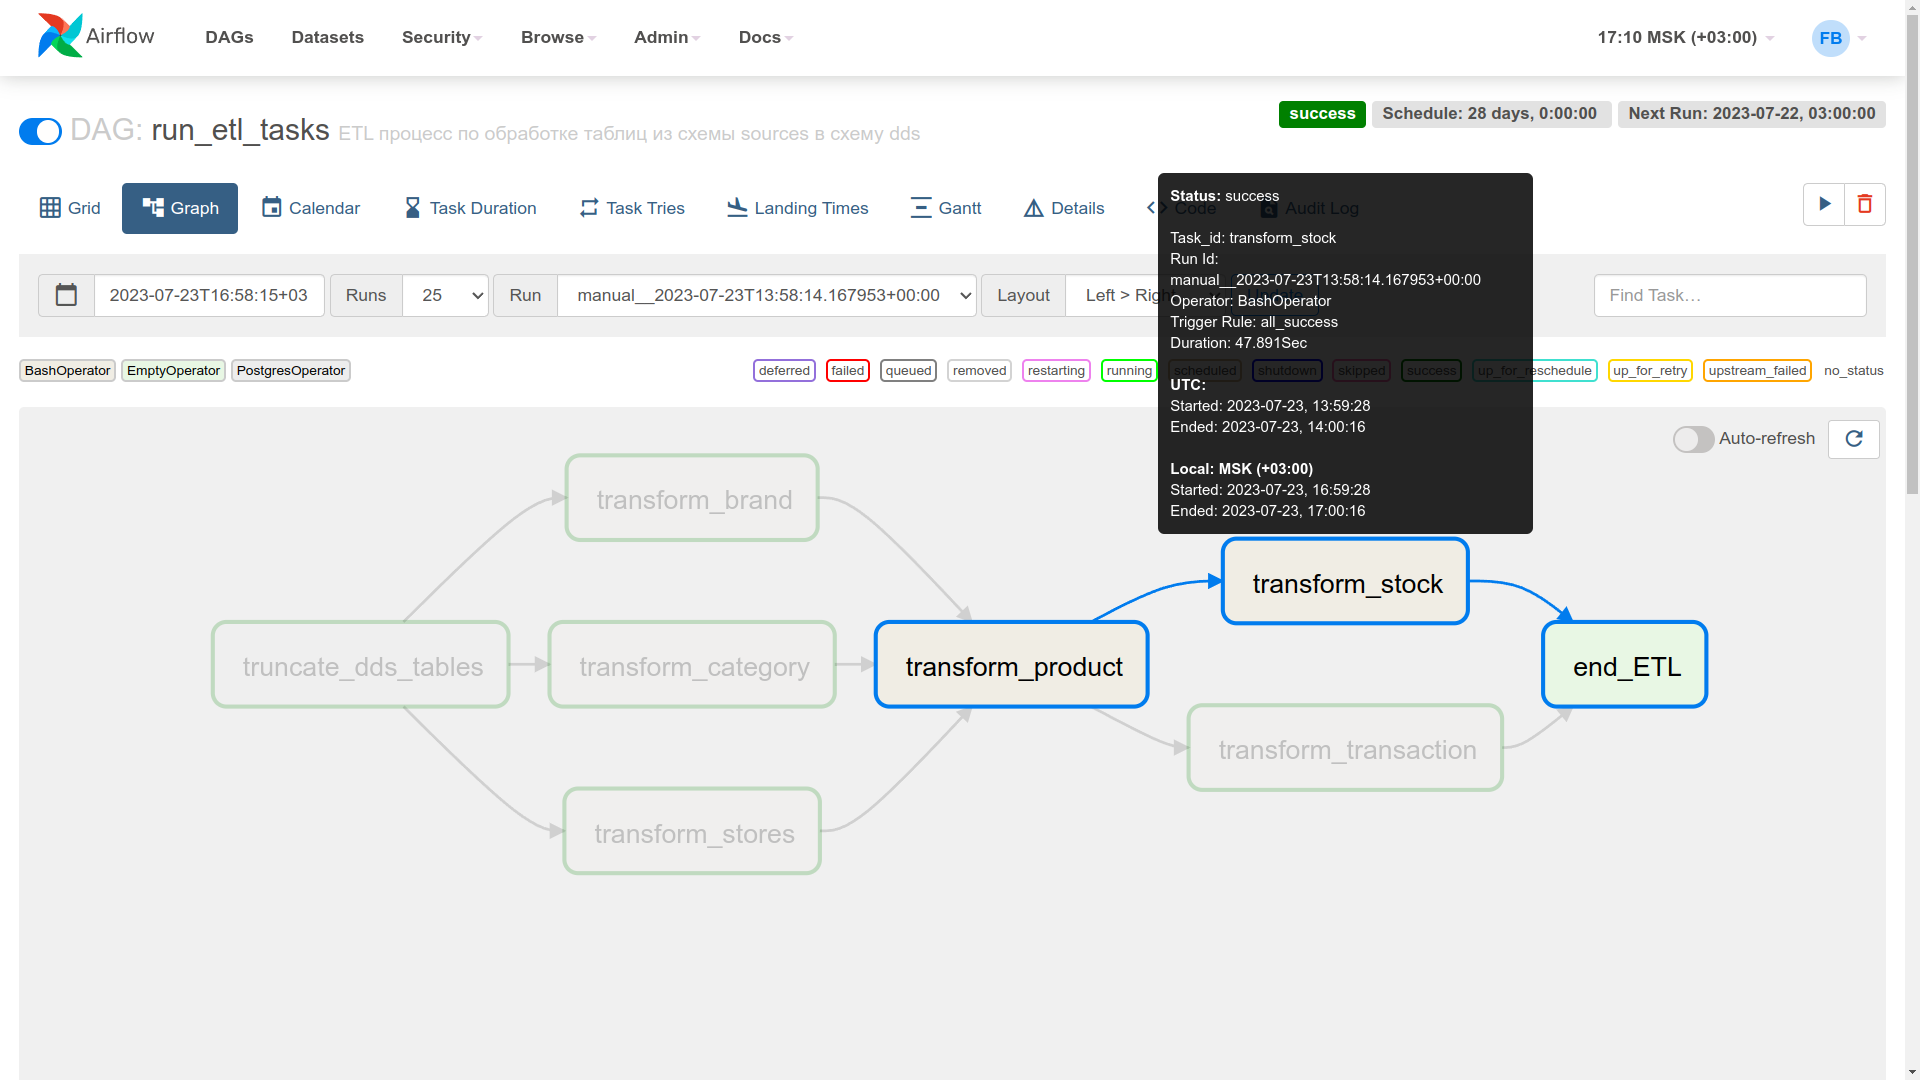 Airflow DAGs Datasets Security Browse Admin Docs 17:10 MSK (+03:00) FB
DAG: run_etl_tasks ETL процесс по обработке таблиц из схемы sources в схему dds
success Schedule: 28 days, 0:00:00 Next Run: 2023-07-22, 03:00:00
Grid Graph Calendar Task Duration Task Tries Landing Times Gantt Details Code Audit Log
2023-07-23T16:58:15+03 Runs 25 Run manual__2023-07-23T13:58:14.167953+00:00 Layout Left > Right Update Find Task…
BashOperator EmptyOperator PostgresOperator deferred failed queued removed restarting running scheduled shutdown skipped success up_for_reschedule up_for_retry upstream_failed no_status
Status: success
Task_id: transform_stock
Run Id:
manual__2023-07-23T13:58:14.167953+00:00
Operator: BashOperator
Trigger Rule: all_success
Duration: 47.891Sec
UTC:
Started: 2023-07-23, 13:59:28
Ended: 2023-07-23, 14:00:16
Local: MSK (+03:00)
Started: 2023-07-23, 16:59:28
Ended: 2023-07-23, 17:00:16
Auto-refresh
transform_brand
transform_stock
truncate_dds_tables transform_category transform_product end_ETL
transform_transaction
transform_stores